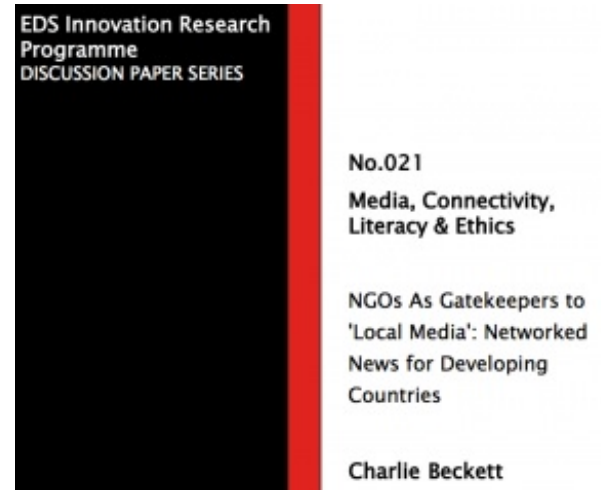 EDS Innovation Research
Programme
DISCUSSION PAPER SERIES
No.021
Media, Connectivity,
Literacy & Ethics
NGOs As Gatekeepers to
'Local Media': Networked
News for Developing
Countries
Charlie Beckett